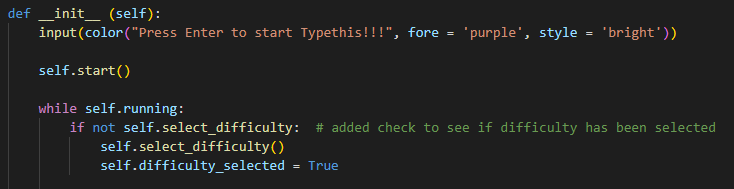 def __init__ (self):
input(color("Press Enter to start Typethis!!!", fore = 'purple', style = 'bright'))
self.start()
while self.running:
if not self.select_difficulty:  # added check to see if difficulty has been selected
self.select_difficulty()
self.difficulty_selected = True